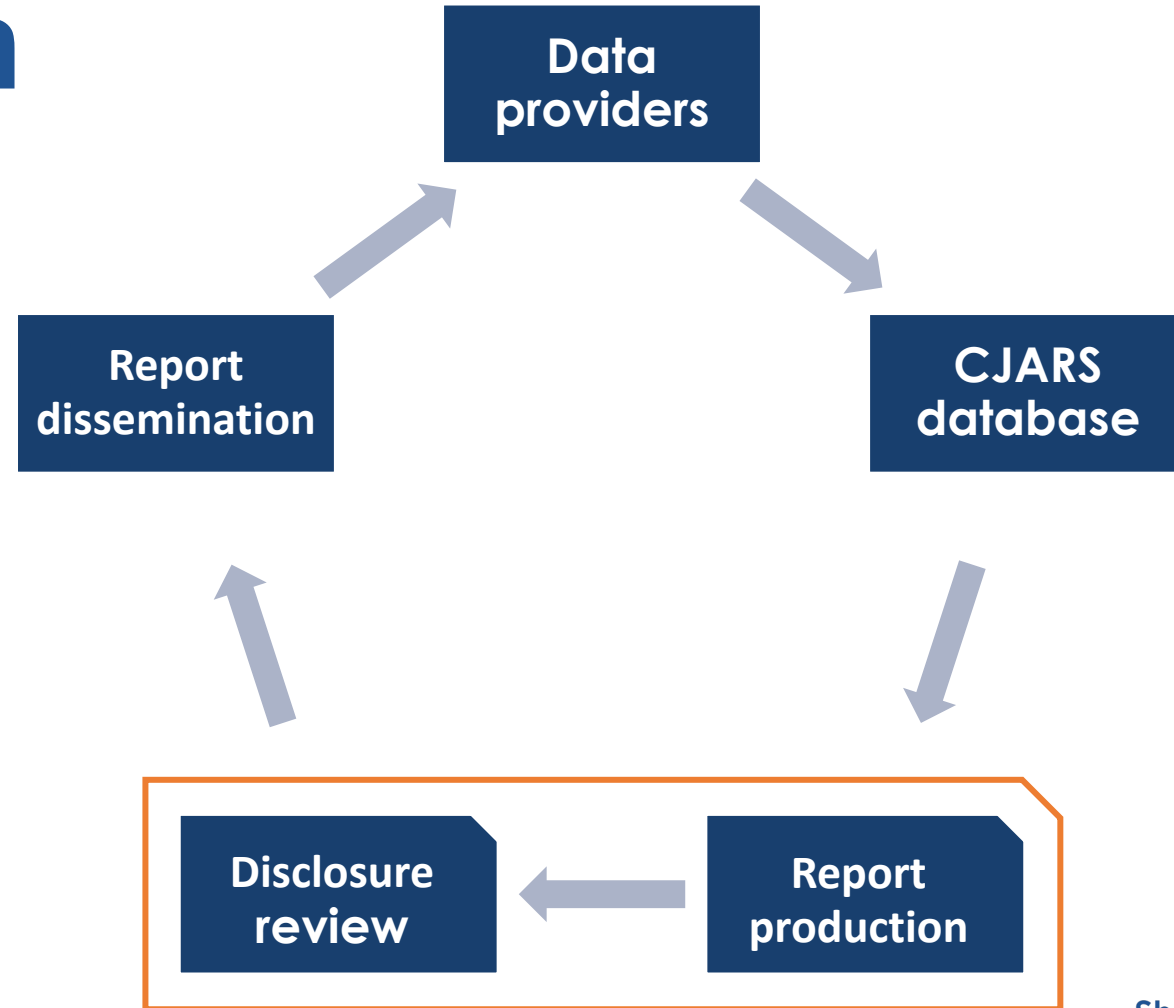 Data
providers
Report
dissemination
CJARS
database
Disclosure
review
Report
production